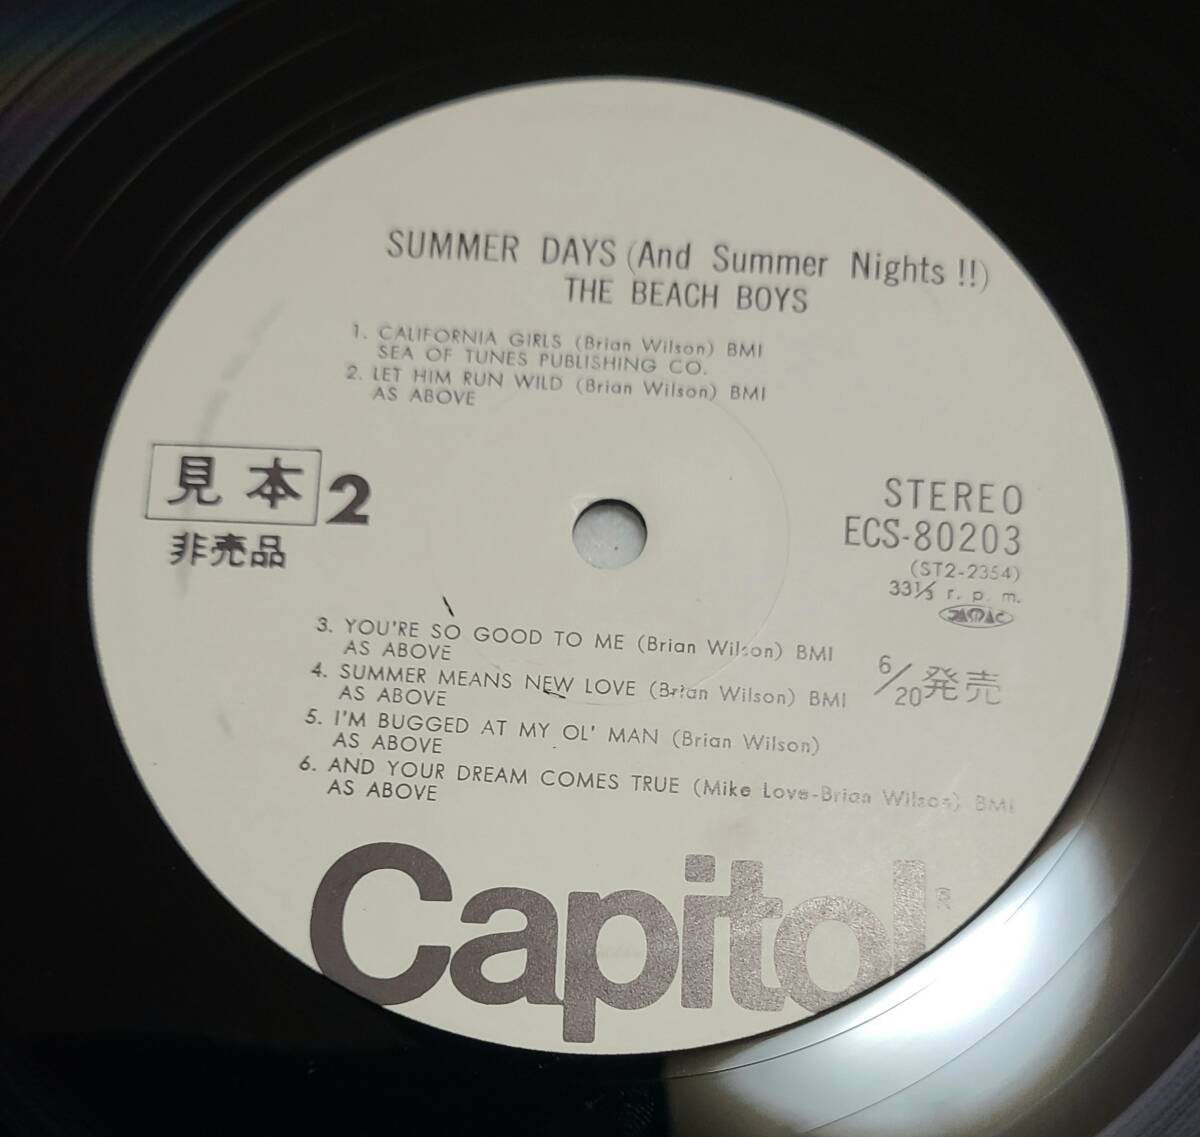 SUMMER DAYS (And Summer Nights!!)
THE BEACH BOYS
1. CALIFORNIA GIRLS (Brian Wilson) BMI
SEA OF TUNES PUBLISHING CO.
2. LET HIM RUN WILD (Brian Wilson) BMI
AS ABOVE
見本 2
非売品
STEREO
ECS-80203
(ST2-2354)
33⅓ r. p. m.
JASRAC
3. YOU'RE SO GOOD TO ME (Brian Wilson) BMI
AS ABOVE
4. SUMMER MEANS NEW LOVE (Brian Wilson) BMI
AS ABOVE
6/20発売
5. I'M BUGGED AT MY OL' MAN (Brian Wilson)
AS ABOVE
6. AND YOUR DREAM COMES TRUE (Mike Love-Brian Wilson) BMI
AS ABOVE
Capitol®